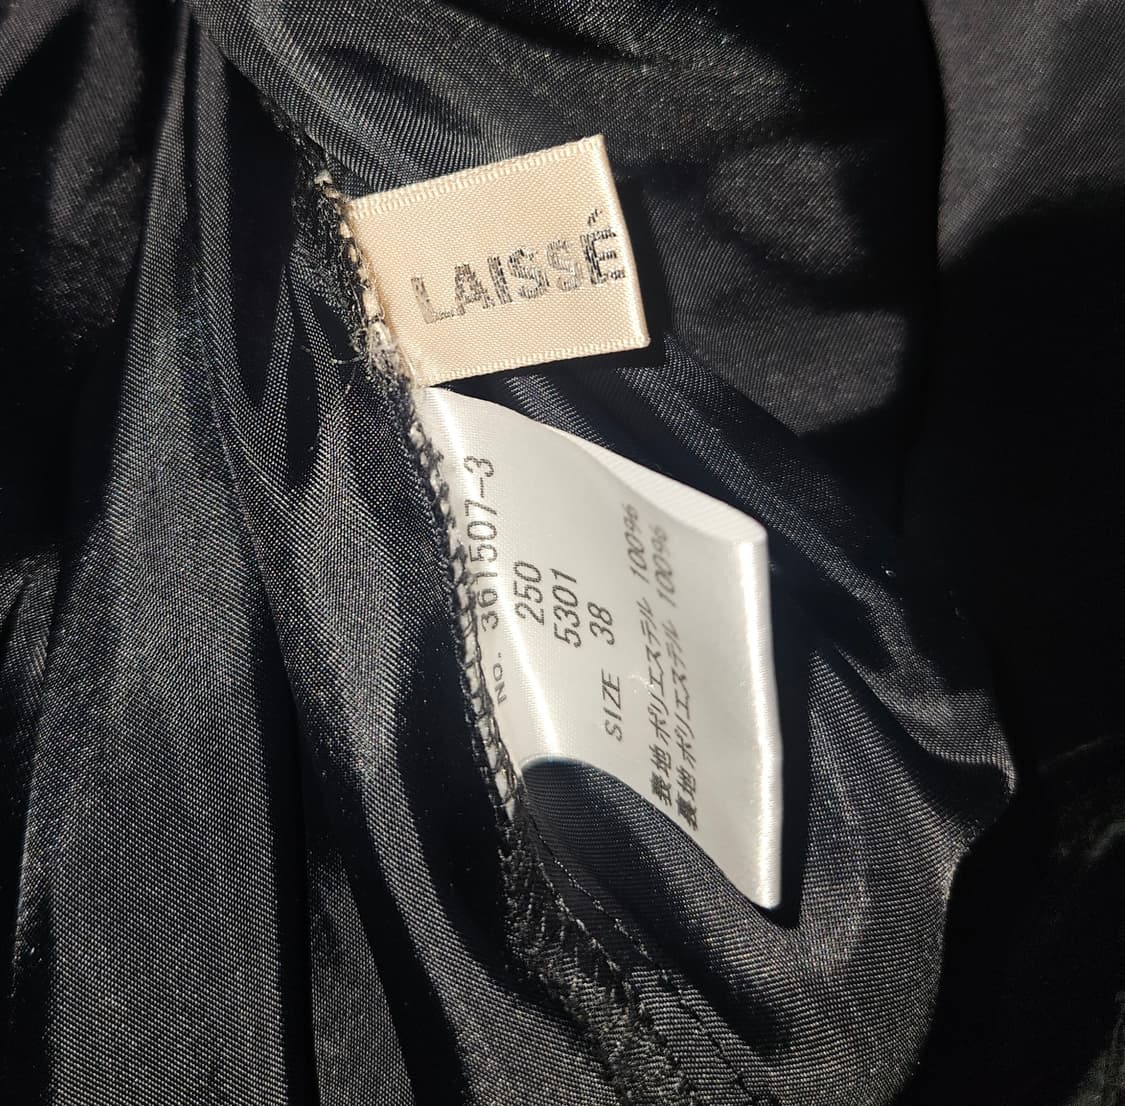 LAISSÉ
NO. 361507-3
250
5301
SIZE 38
表地 ポリエステル 100%
裏地 ポリエステル 100%